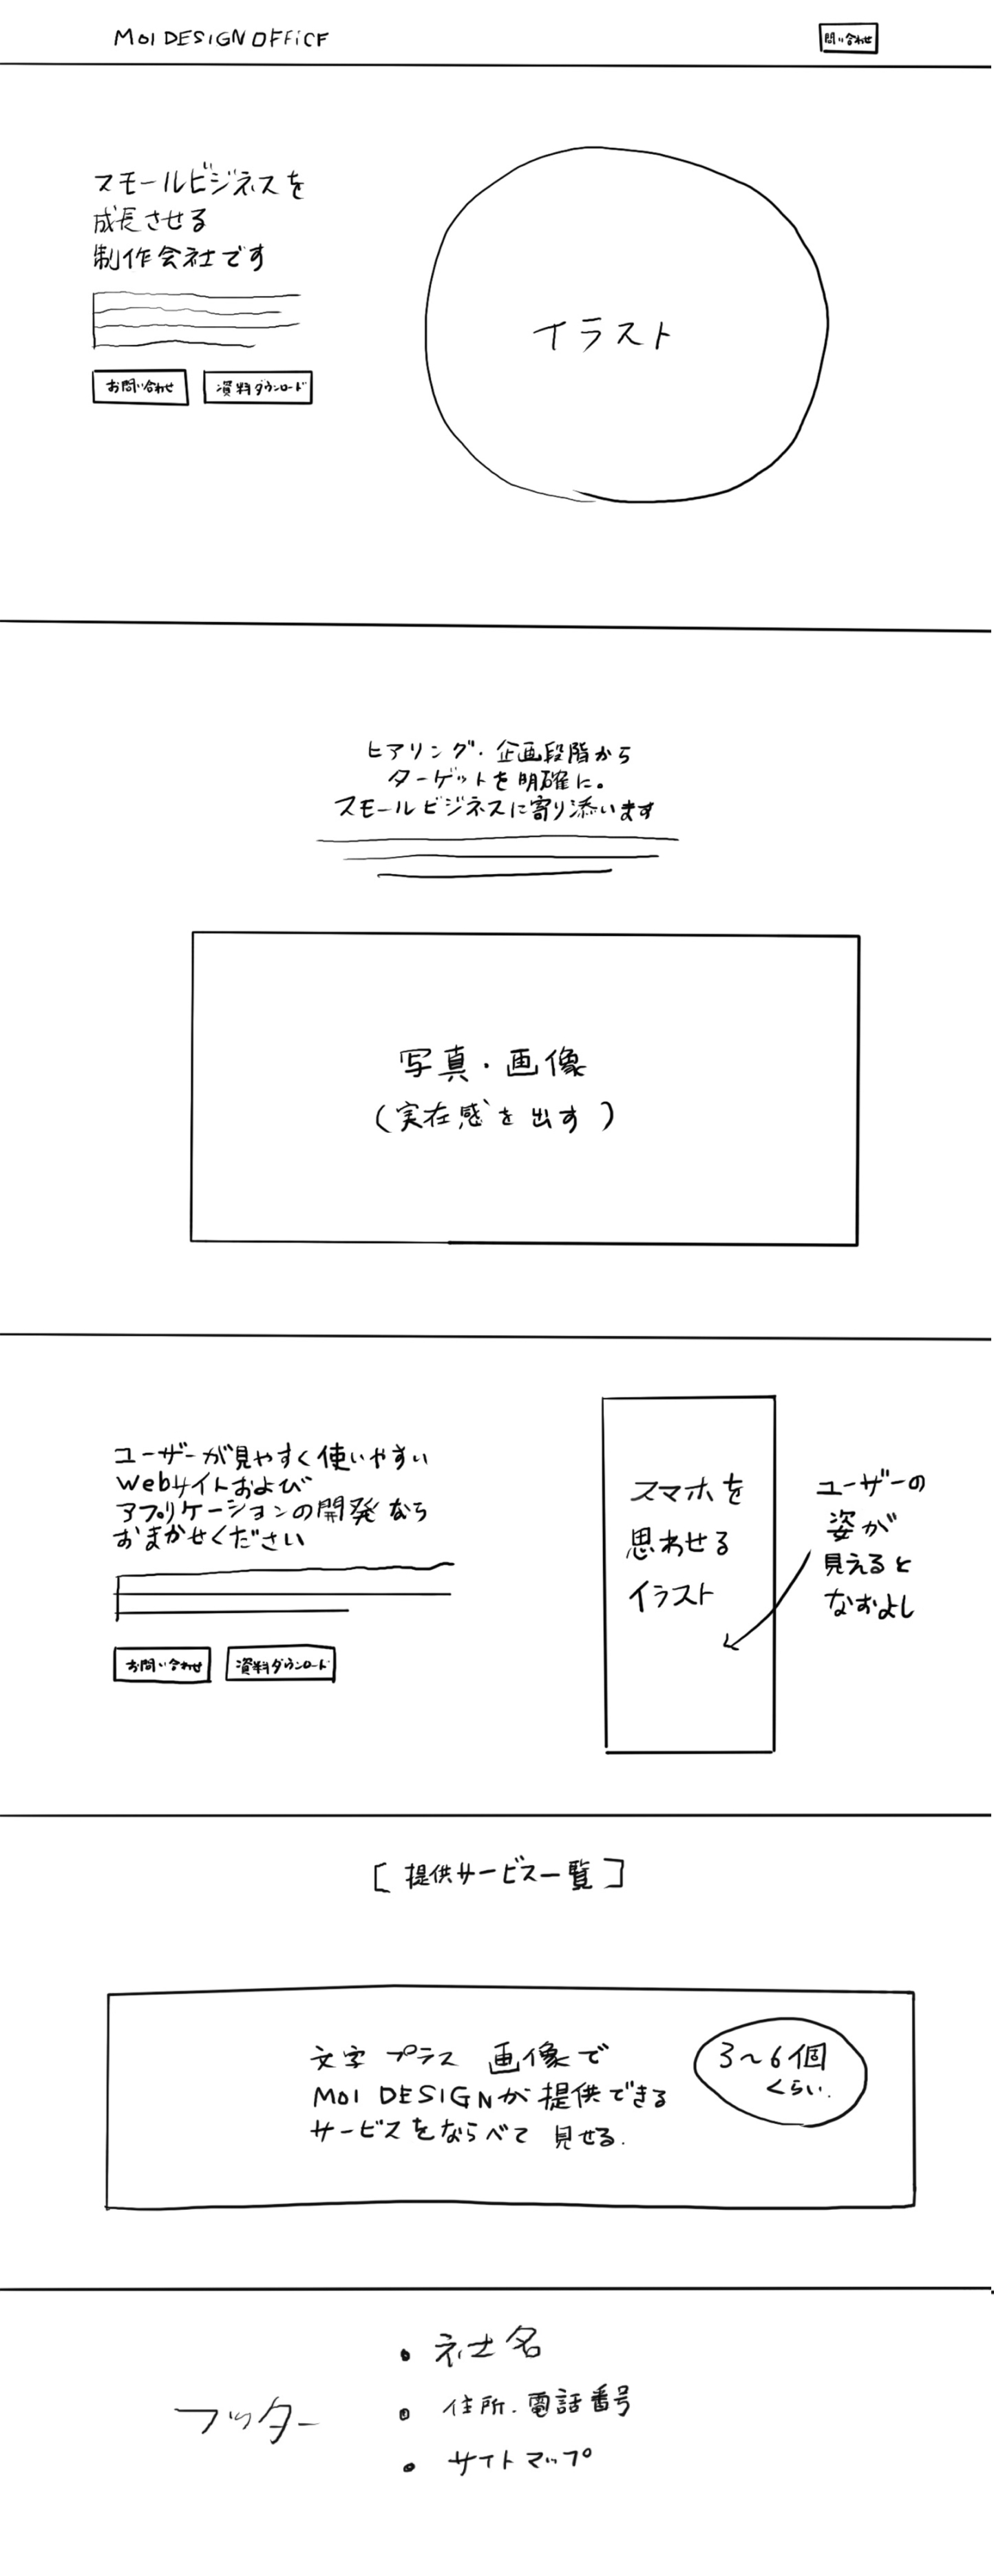 MOI DESIGN OFFiCF
問い合わせ
スモールビジネスを
成長させる
制作会社です
お問い合わせ
資料ダウンロード
イラスト
ヒアリング・企画段階から
ターゲットを明確に。
スモールビジネスに寄り添います
写真・画像
(実在感を出す)
ユーザーが見やすく使いやすい
Webサイトおよび
アプリケーションの開発なら
おまかせください
お問い合わせ
資料ダウンロード
スマホを
思わせる
イラスト
ユーザーの
姿が
見えると
なおよし
[提供サービス一覧]
文字プラス 画像で
MOI DESIGNが提供できる
サービスをならべて 見せる.
3〜6個
くらい.
フッター
• 社名
• 住所.電話番号
• サイトマップ